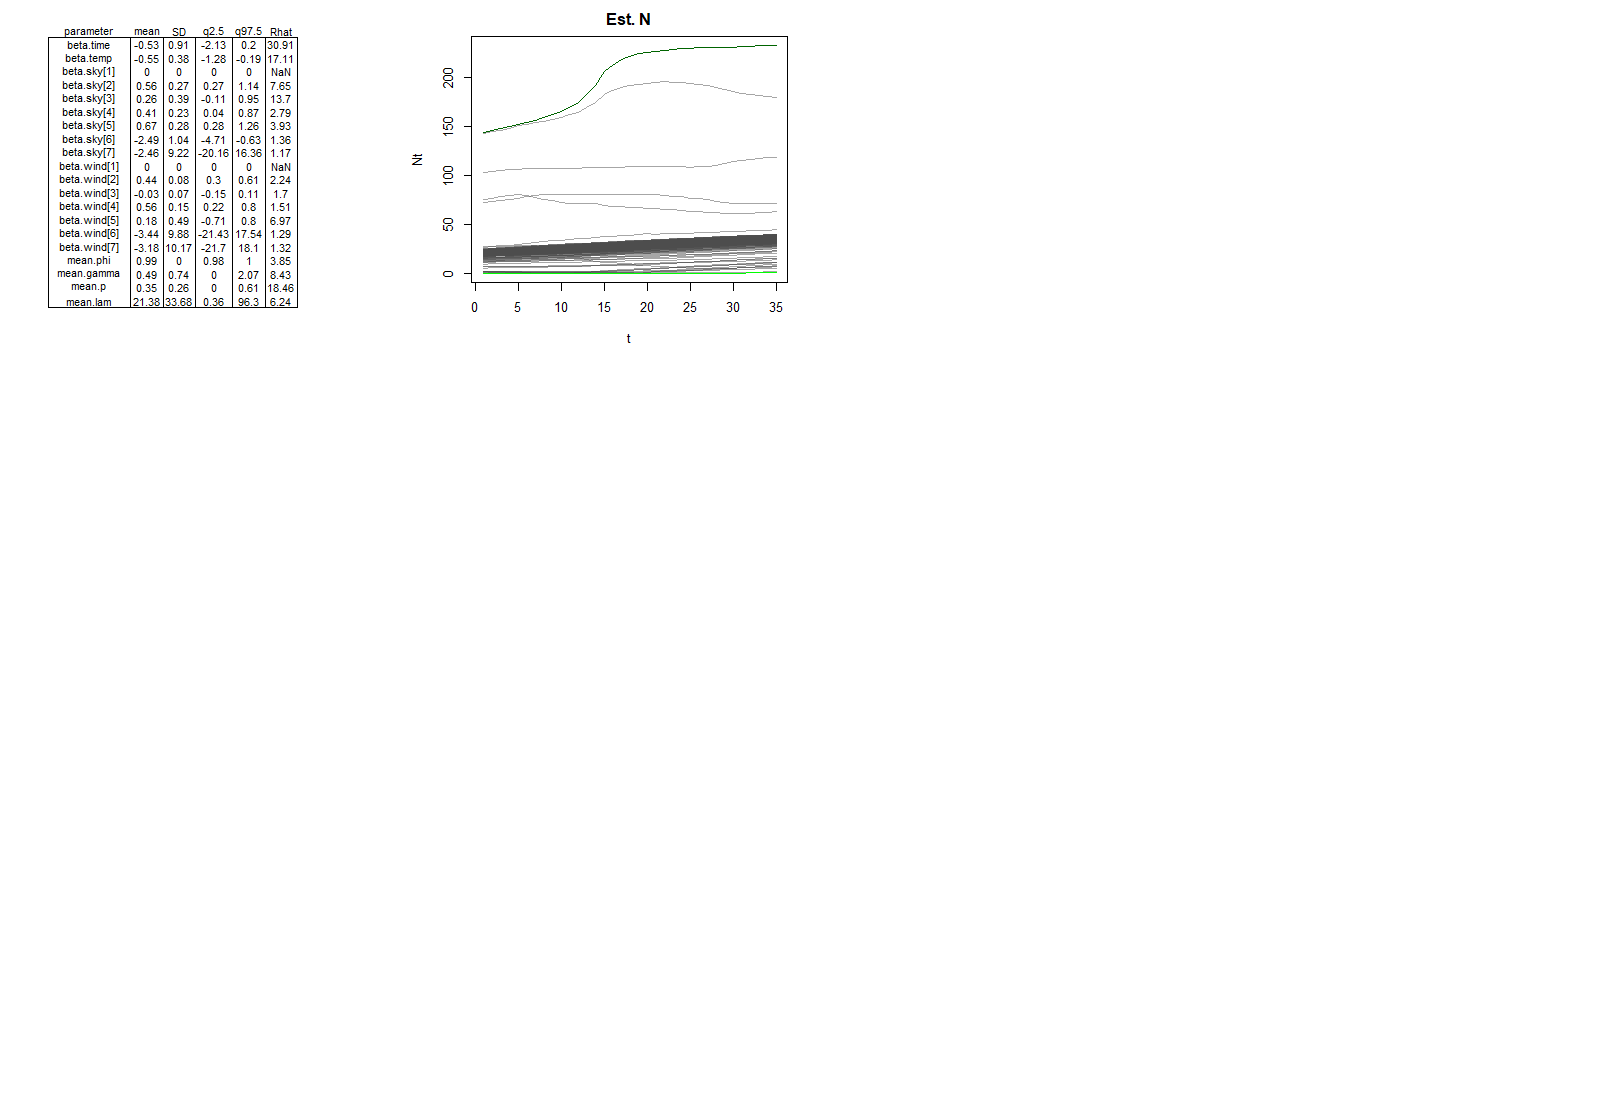 parameter mean SD q2.5 q97.5 Rhat
beta.time -0.53 0.91 -2.13 0.2 30.91
beta.temp -0.55 0.38 -1.28 -0.19 17.11
beta.sky[1] 0 0 0 0 NaN
beta.sky[2] 0.56 0.27 0.27 1.14 7.65
beta.sky[3] 0.26 0.39 -0.11 0.95 13.7
beta.sky[4] 0.41 0.23 0.04 0.87 2.79
beta.sky[5] 0.67 0.28 0.28 1.26 3.93
beta.sky[6] -2.49 1.04 -4.71 -0.63 1.36
beta.sky[7] -2.46 9.22 -20.16 16.36 1.17
beta.wind[1] 0 0 0 0 NaN
beta.wind[2] 0.44 0.08 0.3 0.61 2.24
beta.wind[3] -0.03 0.07 -0.15 0.11 1.7
beta.wind[4] 0.56 0.15 0.22 0.8 1.51
beta.wind[5] 0.18 0.49 -0.71 0.8 6.97
beta.wind[6] -3.44 9.88 -21.43 17.54 1.29
beta.wind[7] -3.18 10.17 -21.7 18.1 1.32
mean.phi 0.99 0 0.98 1 3.85
mean.gamma 0.49 0.74 0 2.07 8.43
mean.p 0.35 0.26 0 0.61 18.46
mean.lam 21.38 33.68 0.36 96.3 6.24
Est. N
Nt
200
150
100
50
0
0 5 10 15 20 25 30 35
t